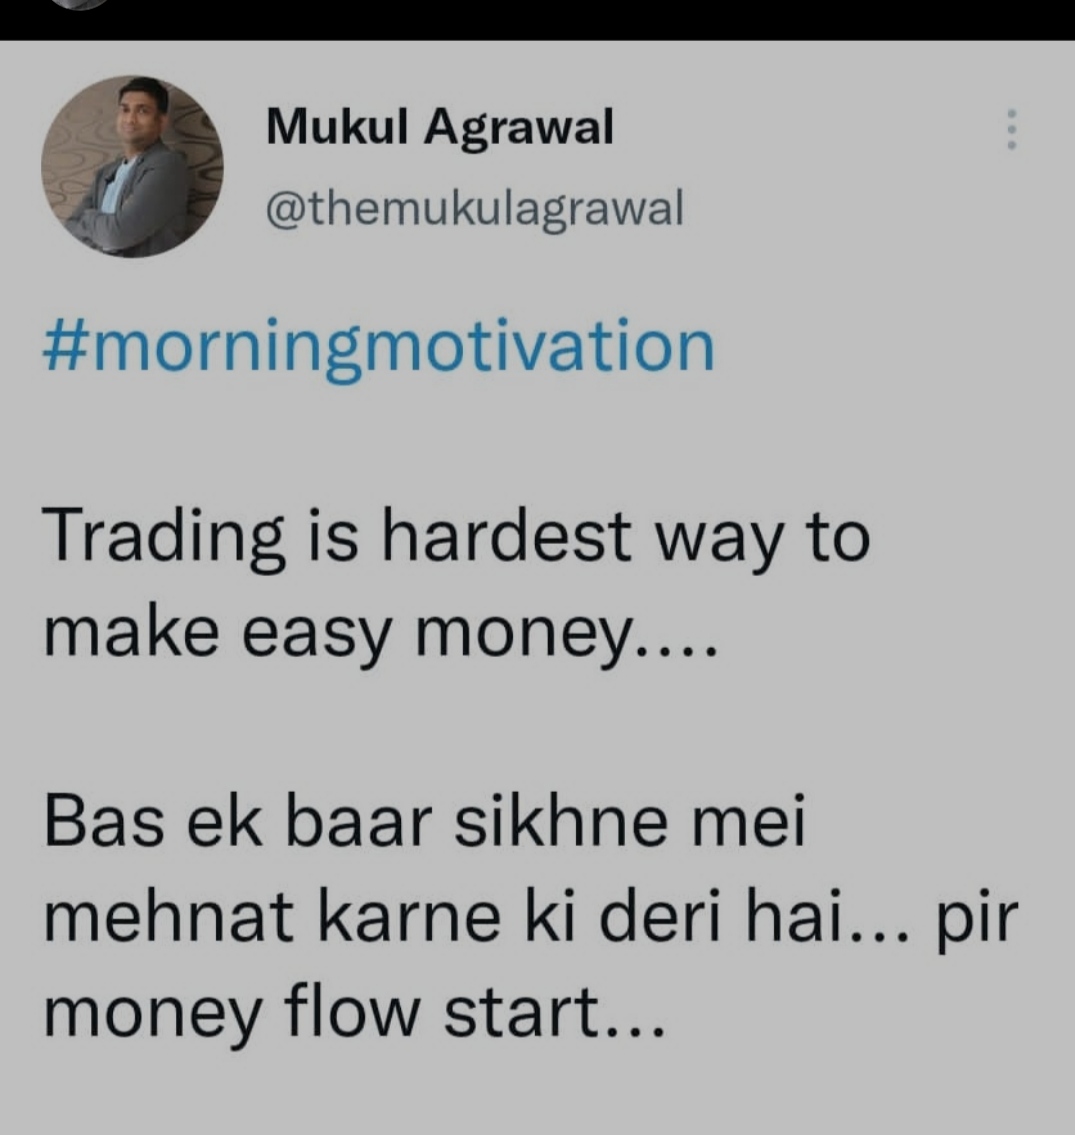 Mukul Agrawal
@themukulagrawal
#morningmotivation
Trading is hardest way to
make easy money....
Bas ek baar sikhne mei
mehnat karne ki deri hai... pir
money flow start...